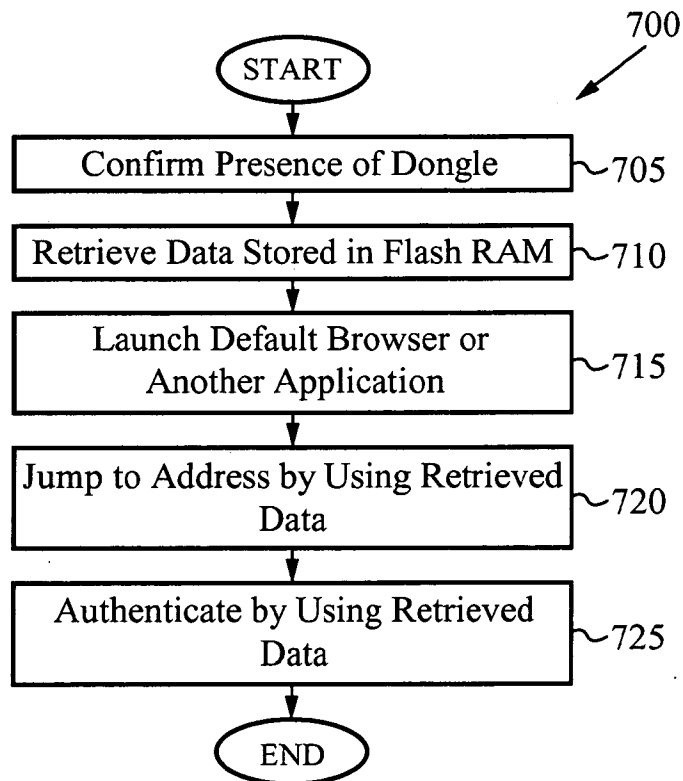 700
START
Confirm Presence of Dongle
705
Retrieve Data Stored in Flash RAM
710
Launch Default Browser or
Another Application
715
Jump to Address by Using Retrieved
Data
720
Authenticate by Using Retrieved
Data
725
END